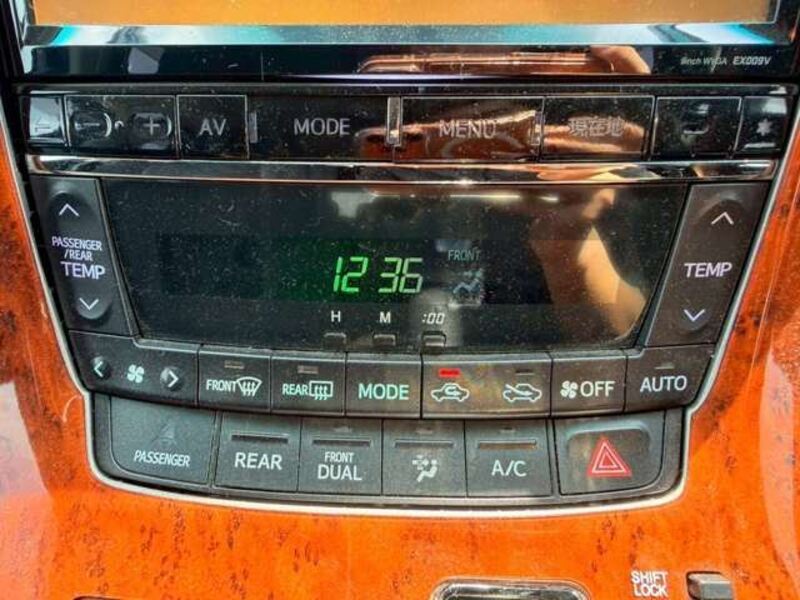 9inch WVGA EX009V
AV MODE MENU 現在地
PASSENGER
/REAR
TEMP
12 36
FRONT
TEMP
H M :00
FRONT REAR MODE OFF AUTO
PASSENGER
REAR
FRONT
DUAL
A/C
SHIFT
LOCK